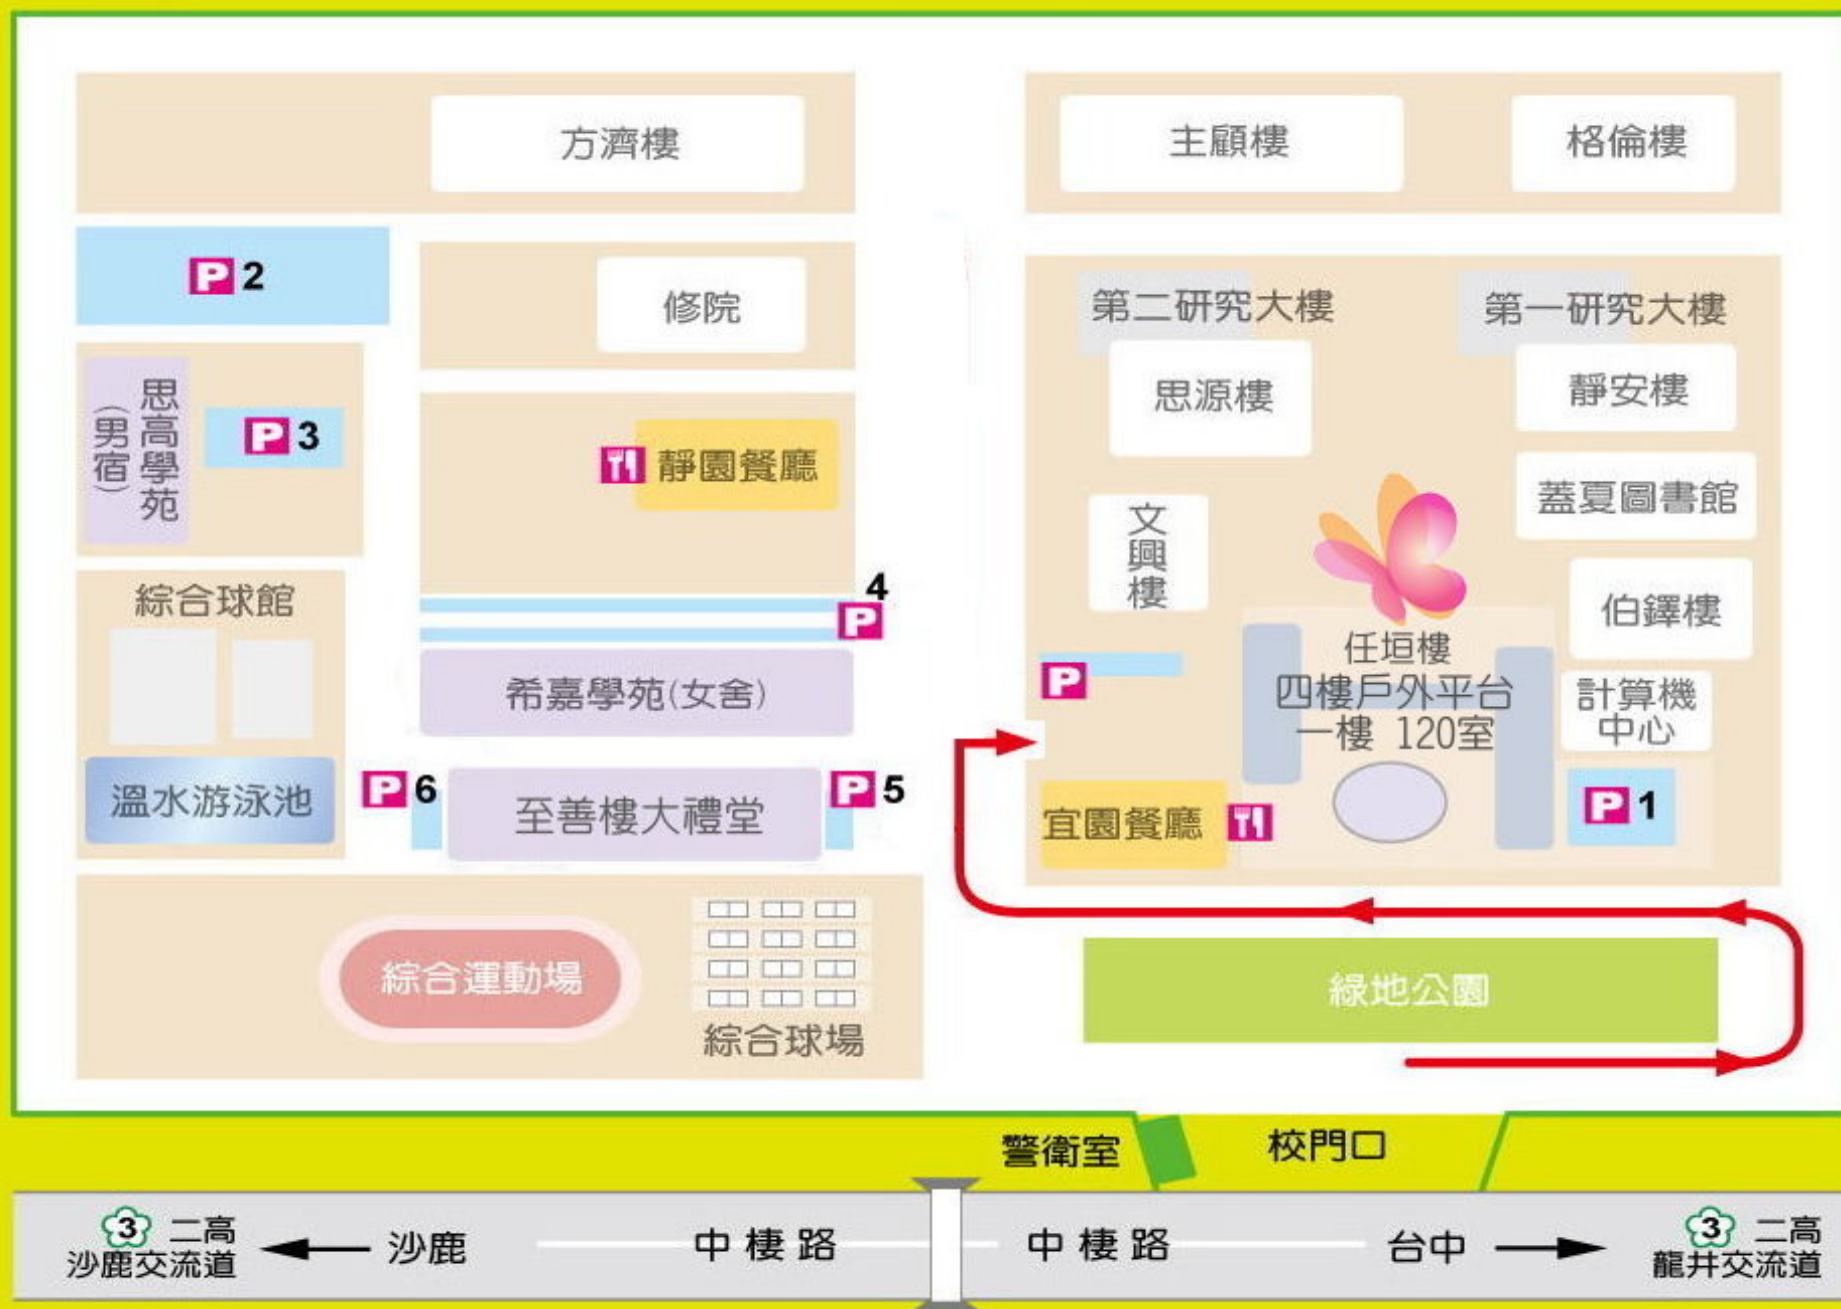 方濟樓
主顧樓
格倫樓
P 2
修院
第二研究大樓
第一研究大樓
思源樓
靜安樓
思高學苑
(男宿)
P 3
靜園餐廳
蓋夏圖書館
文興樓
綜合球館
4
P
伯鐸樓
任垣樓
四樓戶外平台
一樓 120室
P
希嘉學苑(女舍)
計算機
中心
溫水游泳池
P 6
至善樓大禮堂
P 5
宜園餐廳
P 1
綜合運動場
綠地公園
綜合球場
警衛室
校門口
3 二高
沙鹿交流道
沙鹿
中棲路
中棲路
台中
3 二高
龍井交流道